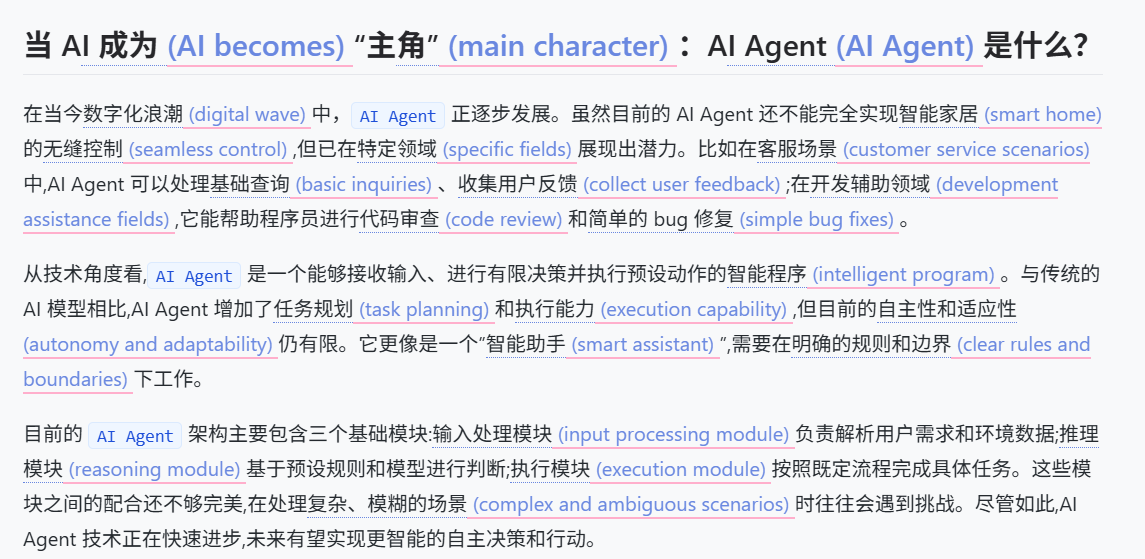 当 AI 成为 (AI becomes) “主角” (main character) ：AI Agent (AI Agent) 是什么？
在当今数字化浪潮 (digital wave) 中，AI Agent 正逐步发展。虽然目前的 AI Agent 还不能完全实现智能家居 (smart home)
的无缝控制 (seamless control) ,但已在特定领域 (specific fields) 展现出潜力。比如在客服场景 (customer service scenarios)
中,AI Agent 可以处理基础查询 (basic inquiries) 、收集用户反馈 (collect user feedback) ;在开发辅助领域 (development
assistance fields) ,它能帮助程序员进行代码审查 (code review) 和简单的 bug 修复 (simple bug fixes) 。
从技术角度看,AI Agent 是一个能够接收输入、进行有限决策并执行预设动作的智能程序 (intelligent program) 。与传统的
AI 模型相比,AI Agent 增加了任务规划 (task planning) 和执行能力 (execution capability) ,但目前的自主性和适应性
(autonomy and adaptability) 仍有限。它更像是一个“智能助手 (smart assistant) “,需要在明确的规则和边界 (clear rules and
boundaries) 下工作。
目前的 AI Agent 架构主要包含三个基础模块:输入处理模块 (input processing module) 负责解析用户需求和环境数据;推理
模块 (reasoning module) 基于预设规则和模型进行判断;执行模块 (execution module) 按照既定流程完成具体任务。这些模
块之间的配合还不够完美,在处理复杂、模糊的场景 (complex and ambiguous scenarios) 时往往会遇到挑战。尽管如此,AI
Agent 技术正在快速进步,未来有望实现更智能的自主决策和行动。